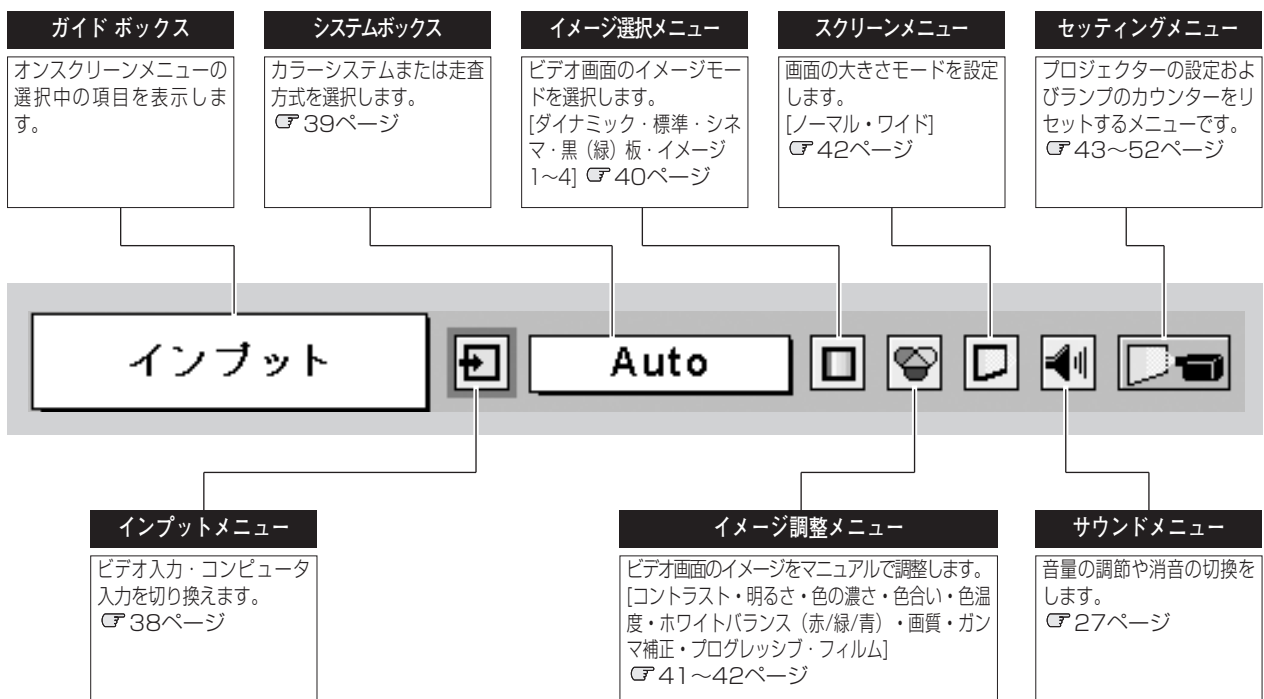 ガイド ボックス
オンスクリーンメニューの
選択中の項目を表示しま
す。
システムボックス
カラーシステムまたは走査
方式を選択します。
☞39ページ
イメージ選択メニュー
ビデオ画面のイメージモー
ドを選択します。
[ダイナミック・標準・シネ
マ・黒（緑）板・イメージ
1〜4] ☞40ページ
スクリーンメニュー
画面の大きさモードを設定
します。
[ノーマル・ワイド]
☞42ページ
セッティングメニュー
プロジェクターの設定およ
びランプのカウンターをリ
セットするメニューです。
☞43〜52ページ
インプット
Auto
インプットメニュー
ビデオ入力・コンピュータ
入力を切り換えます。
☞38ページ
イメージ調整メニュー
ビデオ画面のイメージをマニュアルで調整します。
[コントラスト・明るさ・色の濃さ・色合い・色温
度・ホワイトバランス（赤/緑/青）・画質・ガン
マ補正・プログレッシブ・フィルム]
☞41〜42ページ
サウンドメニュー
音量の調節や消音の切換を
します。
☞27ページ